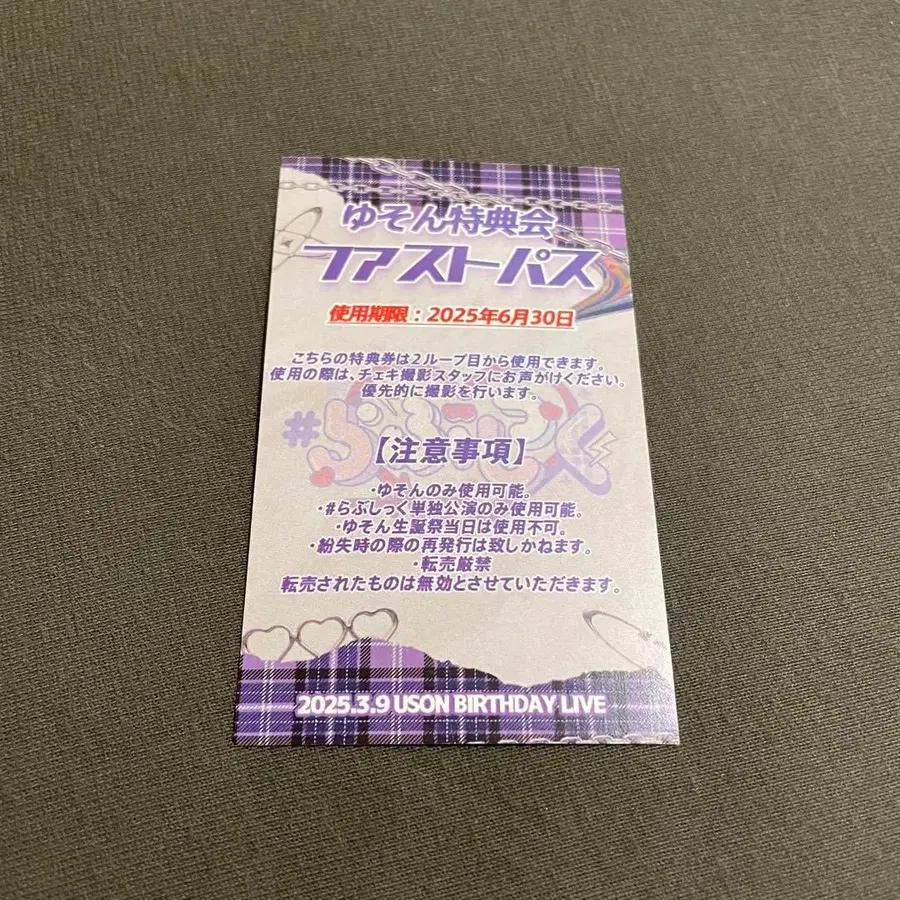 ゆそん特典会
ファストパス
使用期限：2025年6月30日
こちらの特典券は2ループ目から使用できます。
使用の際は、チェキ撮影スタッフにお声がけください。
優先的に撮影を行います。
【注意事項】
・ゆそんのみ使用可能。
・#らぶしっく単独公演のみ使用可能。
・ゆそん生誕祭当日は使用不可。
・紛失時の際の再発行は致しかねます。
・転売厳禁
転売されたものは無効とさせていただきます。
2025.3.9 USON BIRTHDAY LIVE